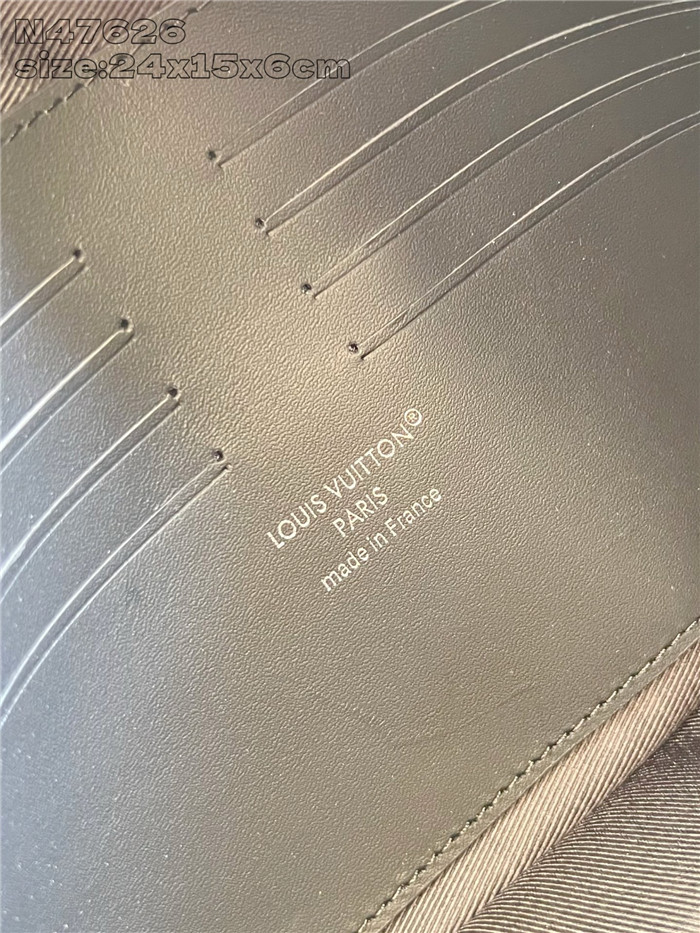 N47626
size:24x15x6cm
LOUIS VUITTON®
PARIS
made in France